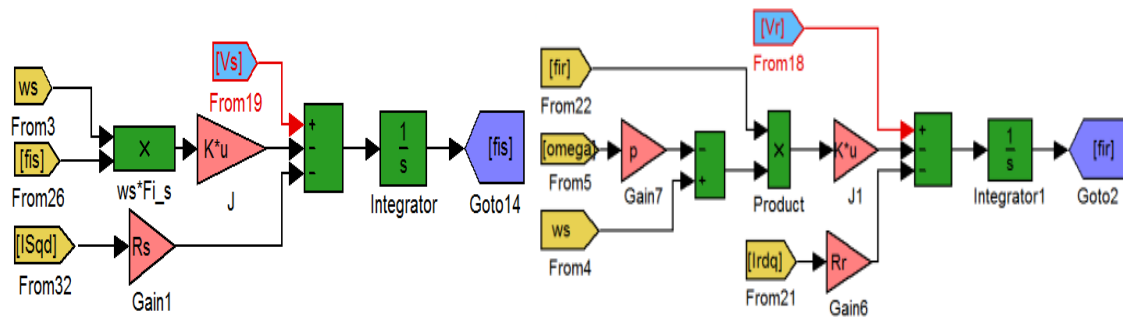 [Vs]
From19
ws
From3
[fis]
From26
×
ws*Fi_s
K*u
J
+
−
−
1
s
Integrator
[fis]
Goto14
[ISqd]
From32
Rs
Gain1
[Vr]
From18
[fir]
From22
[omega]
From5
p
Gain7
−
+
ws
From4
×
Product
K*u
J1
+
−
−
1
s
Integrator1
[fir]
Goto2
[Irdq]
From21
Rr
Gain6